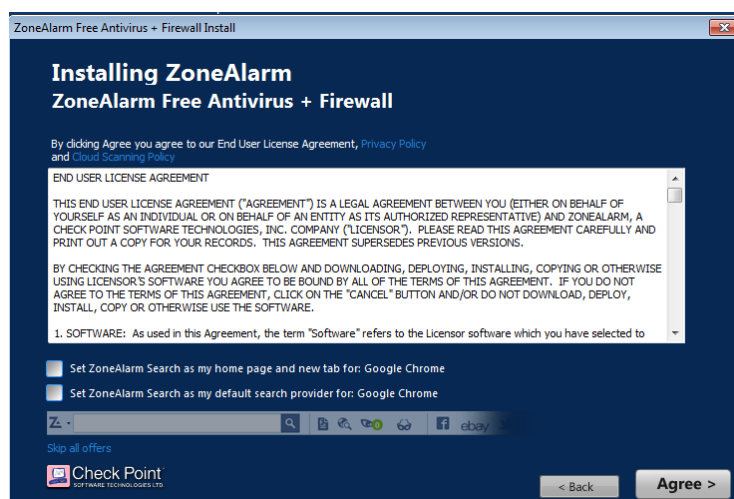 ZoneAlarm Free Antivirus + Firewall Install
Installing ZoneAlarm
ZoneAlarm Free Antivirus + Firewall
By clicking Agree you agree to our End User License Agreement, Privacy Policy
and Cloud Scanning Policy
END USER LICENSE AGREEMENT
THIS END USER LICENSE AGREEMENT ("AGREEMENT") IS A LEGAL AGREEMENT BETWEEN YOU (EITHER ON BEHALF OF
YOURSELF AS AN INDIVIDUAL OR ON BEHALF OF AN ENTITY AS ITS AUTHORIZED REPRESENTATIVE) AND ZONEALARM, A
CHECK POINT SOFTWARE TECHNOLOGIES, INC. COMPANY ("LICENSOR"). PLEASE READ THIS AGREEMENT CAREFULLY AND
PRINT OUT A COPY FOR YOUR RECORDS. THIS AGREEMENT SUPERSEDES PREVIOUS VERSIONS.
BY CHECKING THE AGREEMENT CHECKBOX BELOW AND DOWNLOADING, DEPLOYING, INSTALLING, COPYING OR OTHERWISE
USING LICENSOR'S SOFTWARE YOU AGREE TO BE BOUND BY ALL OF THE TERMS OF THIS AGREEMENT. IF YOU DO NOT
AGREE TO THE TERMS OF THIS AGREEMENT, CLICK ON THE "CANCEL" BUTTON AND/OR DO NOT DOWNLOAD, DEPLOY,
INSTALL, COPY OR OTHERWISE USE THE SOFTWARE.
1. SOFTWARE: As used in this Agreement, the term "Software" refers to the Licensor software which you have selected to
Set ZoneAlarm Search as my home page and new tab for: Google Chrome
Set ZoneAlarm Search as my default search provider for: Google Chrome
ebay
Skip all offers
Check Point
SOFTWARE TECHNOLOGIES LTD.
< Back
Agree >